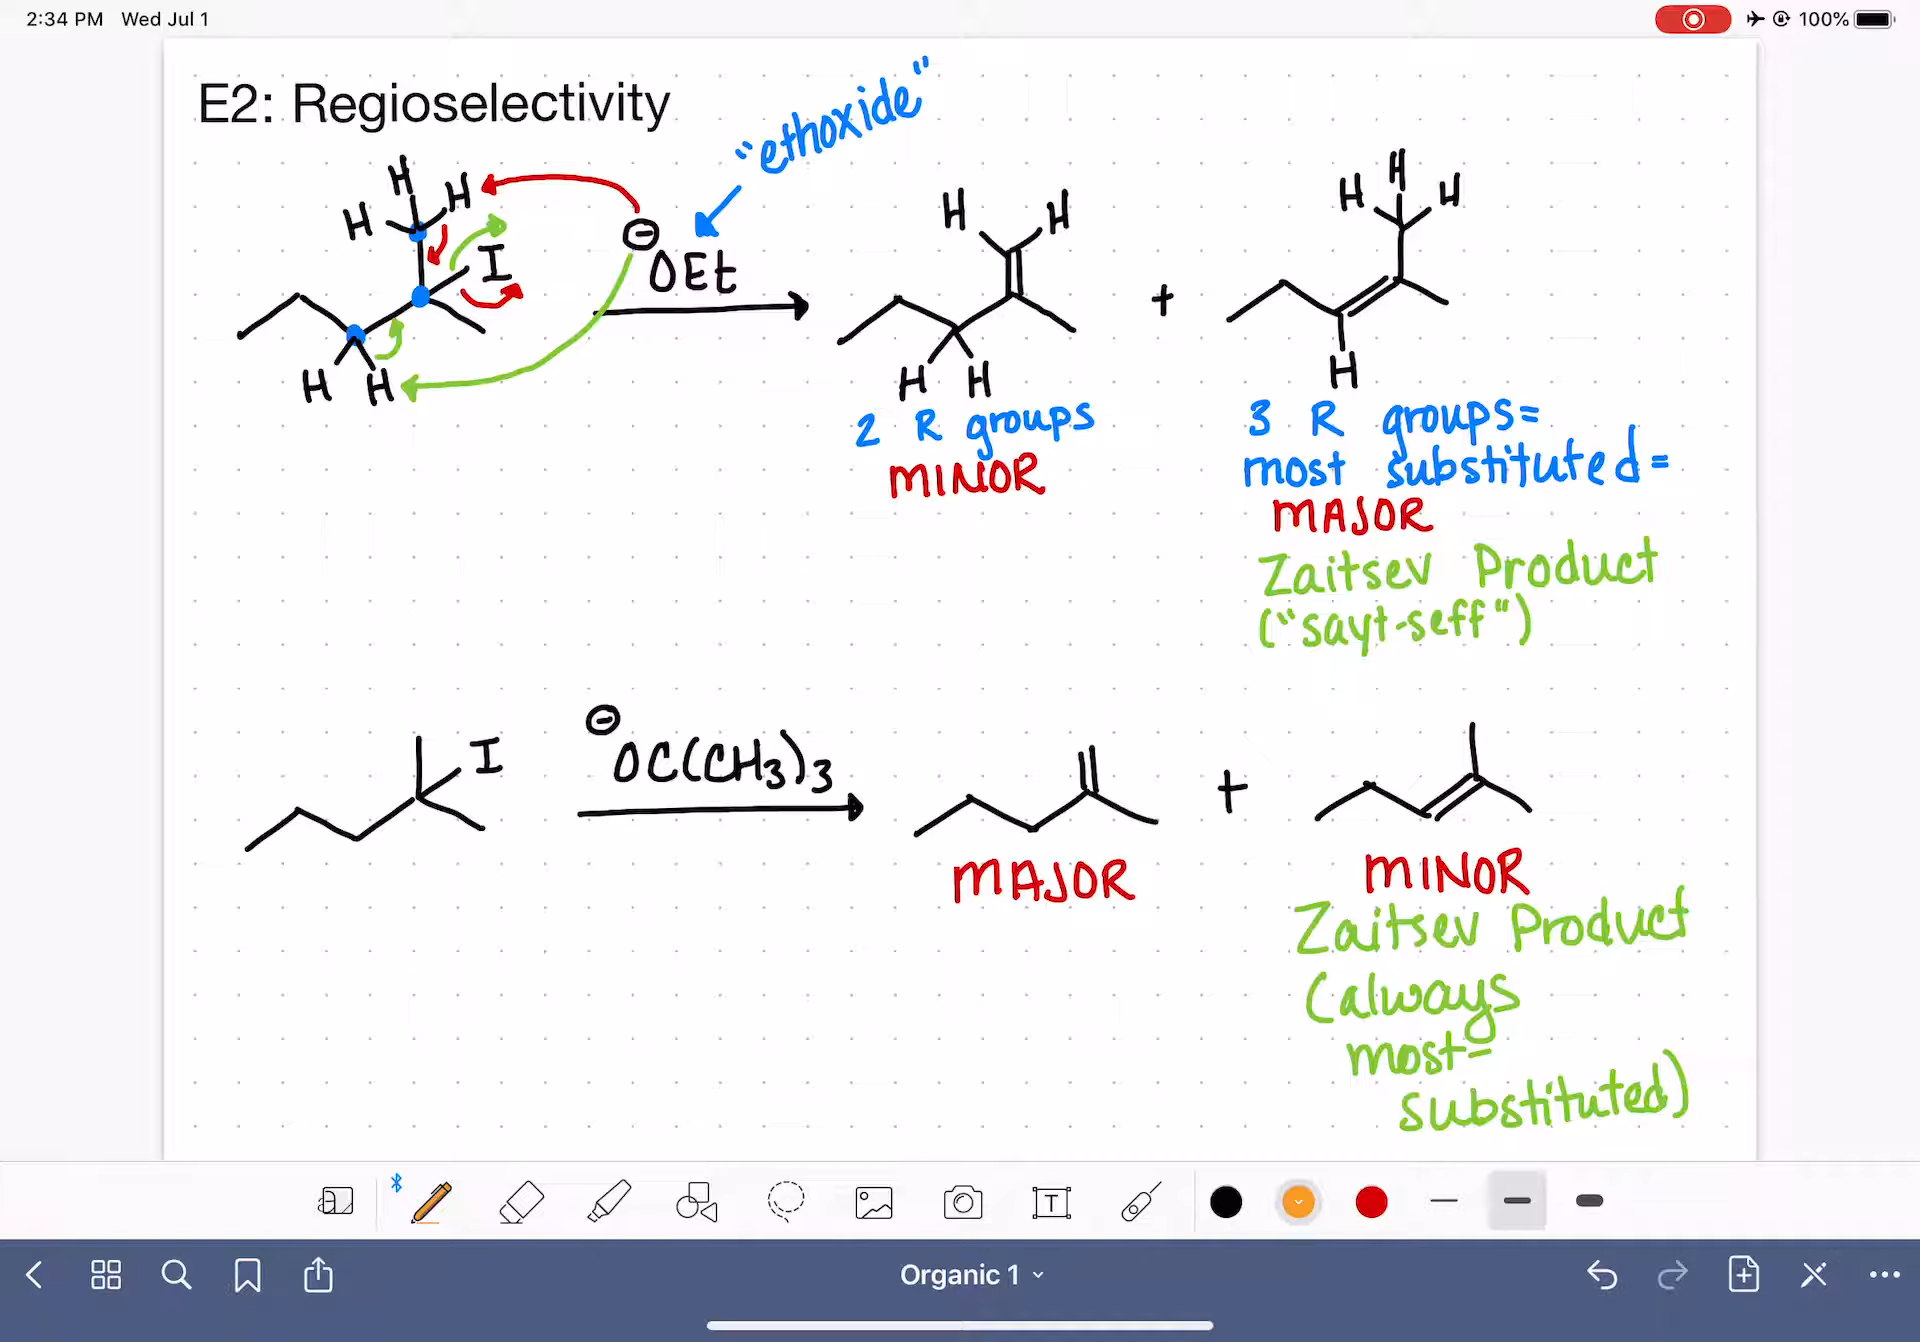 2:34 PM Wed Jul 1
100%
E2: Regioselectivity
"ethoxide"
H
H H
I
⊖
OEt
H H
H H
H H
+
H
H H
H
2 R groups
MINOR
3 R groups=
most substituted=
MAJOR
Zaitsev Product
("sayt-seff")
I
⊖
OC(CH₃)₃
+
MAJOR
MINOR
Zaitsev Product
(always
most-
substituted)
T
Organic 1